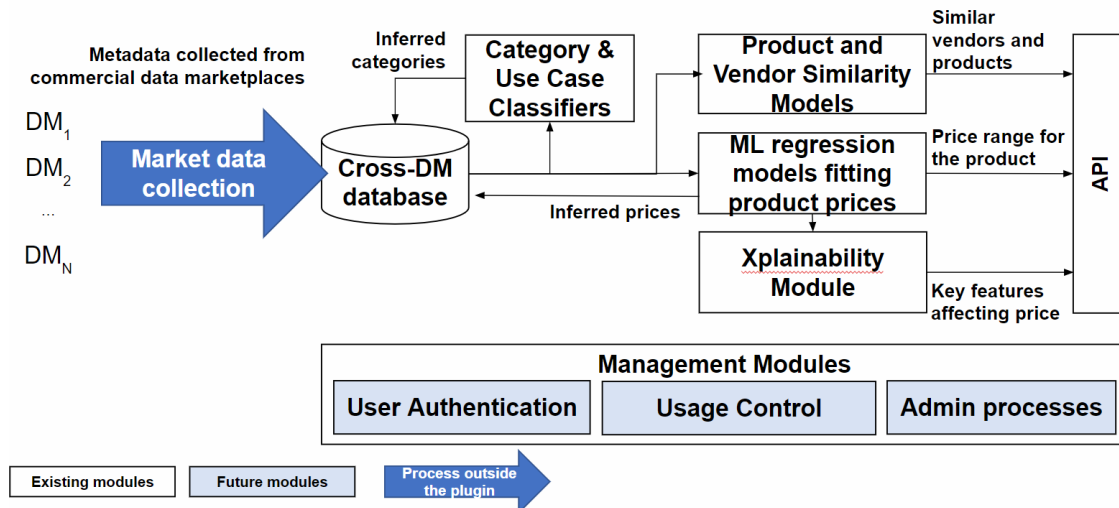 Metadata collected from
commercial data marketplaces
DM1
DM2
...
DMN
Market data
collection
Inferred
categories
Cross-DM
database
Category &
Use Case
Classifiers
Inferred prices
Product and
Vendor Similarity
Models
ML regression
models fitting
product prices
Xplainability
Module
Similar
vendors and
products
Price range for
the product
Key features
affecting price
API
Management Modules
User Authentication
Usage Control
Admin processes
Existing modules
Future modules
Process outside
the plugin